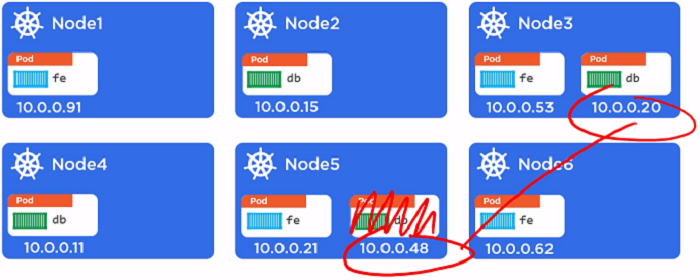 Node1
Pod
fe
10.0.0.91
Node2
Pod
db
10.0.0.15
Node3
Pod
fe
10.0.0.53
Pod
db
10.0.0.20
Node4
Pod
db
10.0.0.11
Node5
Pod
fe
10.0.0.21
Pod
db
10.0.0.48
Node6
Pod
fe
10.0.0.62